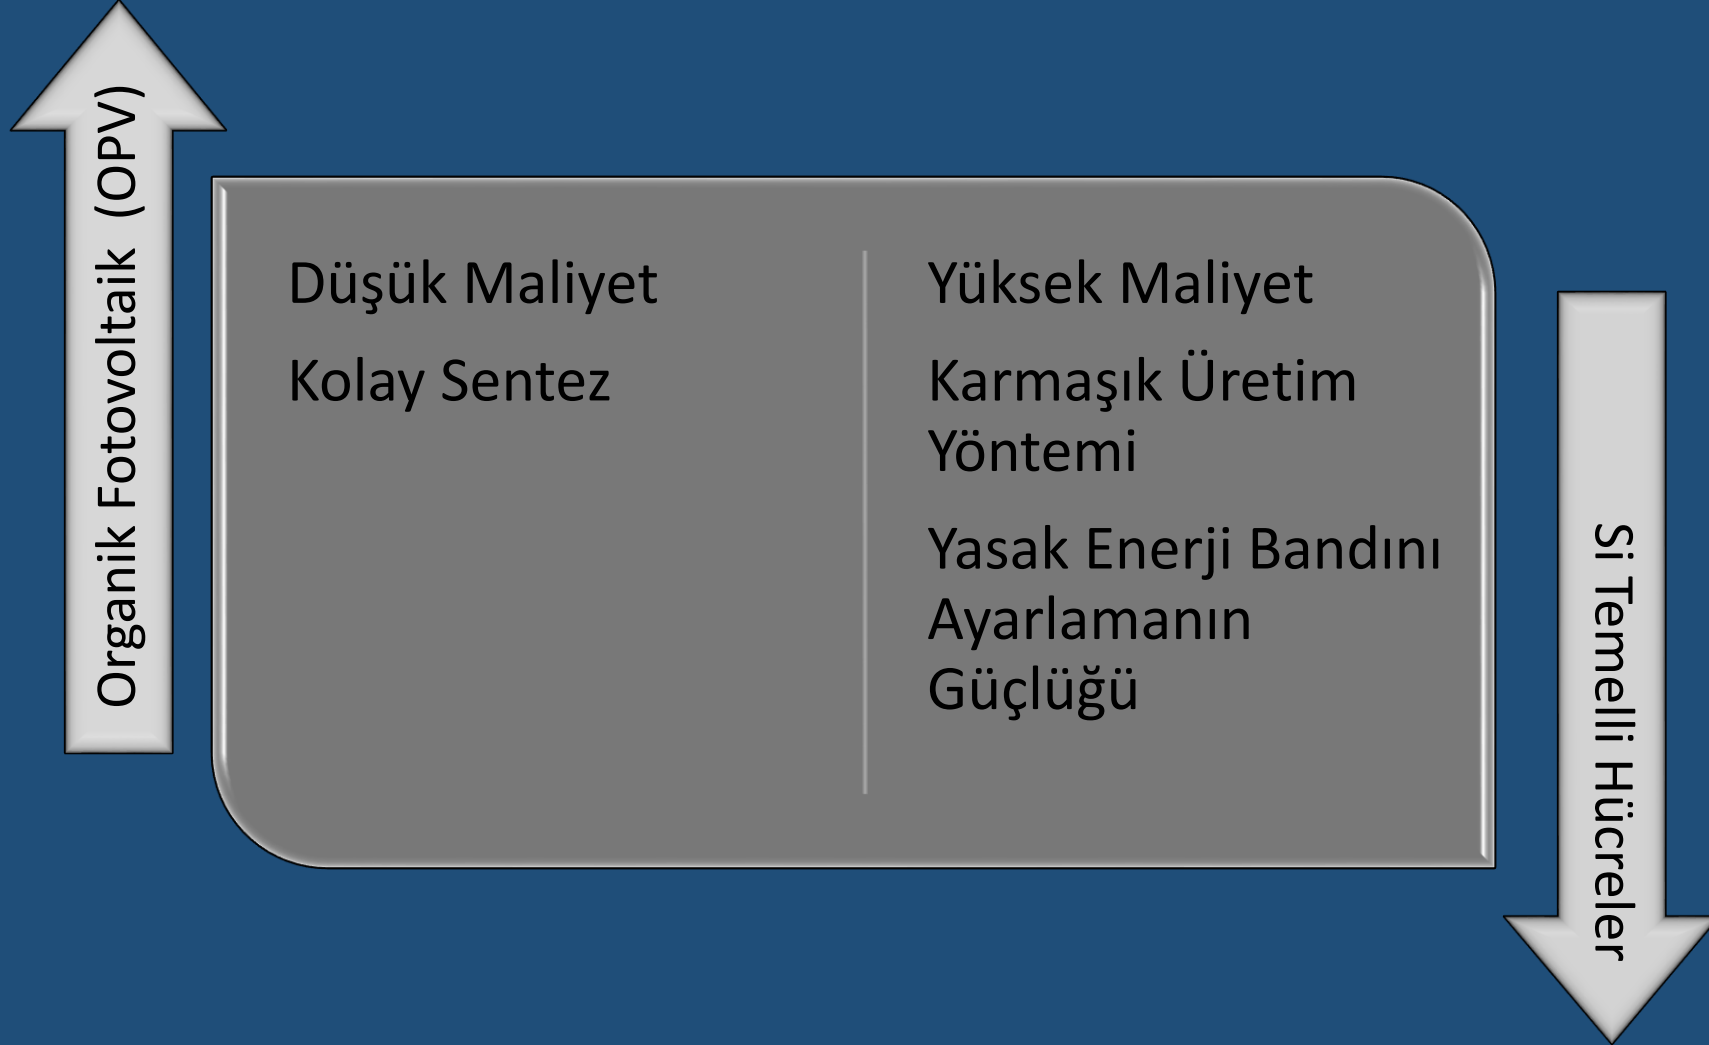 Organik Fotovoltaik  (OPV)
Düşük Maliyet
Kolay Sentez
Yüksek Maliyet
Karmaşık Üretim
Yöntemi
Yasak Enerji Bandını
Ayarlamanın
Güçlüğü
Si Temelli Hücreler